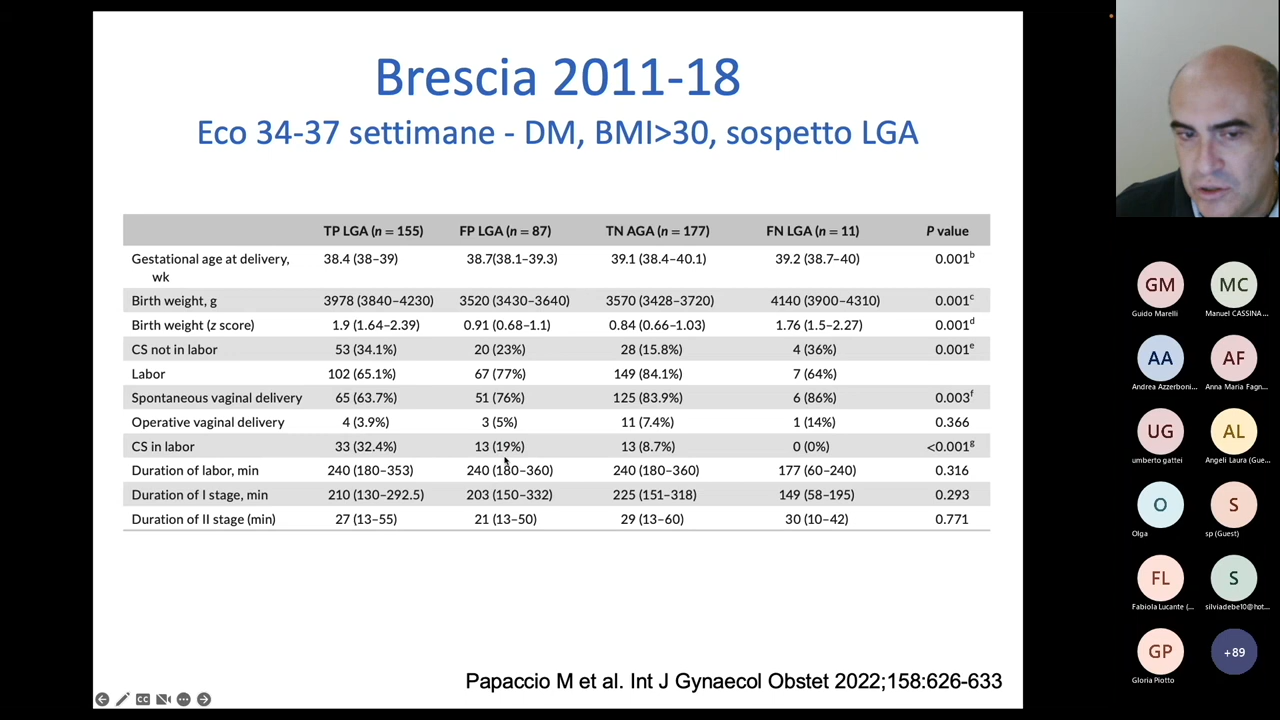 Brescia 2011-18
Eco 34-37 settimane - DM, BMI>30, sospetto LGA
TP LGA (n = 155) FP LGA (n = 87) TN AGA (n = 177) FN LGA (n = 11) P value
Gestational age at delivery, 38.4 (38–39) 38.7(38.1–39.3) 39.1 (38.4–40.1) 39.2 (38.7–40) 0.001b
wk
Birth weight, g 3978 (3840–4230) 3520 (3430–3640) 3570 (3428–3720) 4140 (3900–4310) 0.001c
Birth weight (z score) 1.9 (1.64–2.39) 0.91 (0.68–1.1) 0.84 (0.66–1.03) 1.76 (1.5–2.27) 0.001d
CS not in labor 53 (34.1%) 20 (23%) 28 (15.8%) 4 (36%) 0.001e
Labor 102 (65.1%) 67 (77%) 149 (84.1%) 7 (64%)
Spontaneous vaginal delivery 65 (63.7%) 51 (76%) 125 (83.9%) 6 (86%) 0.003f
Operative vaginal delivery 4 (3.9%) 3 (5%) 11 (7.4%) 1 (14%) 0.366
CS in labor 33 (32.4%) 13 (19%) 13 (8.7%) 0 (0%) <0.001g
Duration of labor, min 240 (180–353) 240 (180–360) 240 (180–360) 177 (60–240) 0.316
Duration of I stage, min 210 (130–292.5) 203 (150–332) 225 (151–318) 149 (58–195) 0.293
Duration of II stage (min) 27 (13–55) 21 (13–50) 29 (13–60) 30 (10–42) 0.771
Papaccio M et al. Int J Gynaecol Obstet 2022;158:626-633
CC
GM MC
Guido Marelli Manuel CASSINA ...
AA AF
Andrea Azzerboni... Anna Maria Fagn...
UG AL
umberto gattei Angeli Laura (Gue...
O S
Olga sp (Guest)
FL S
Fabiola Lucante (... silviadebe10@hot...
GP +89
Gloria Piotto